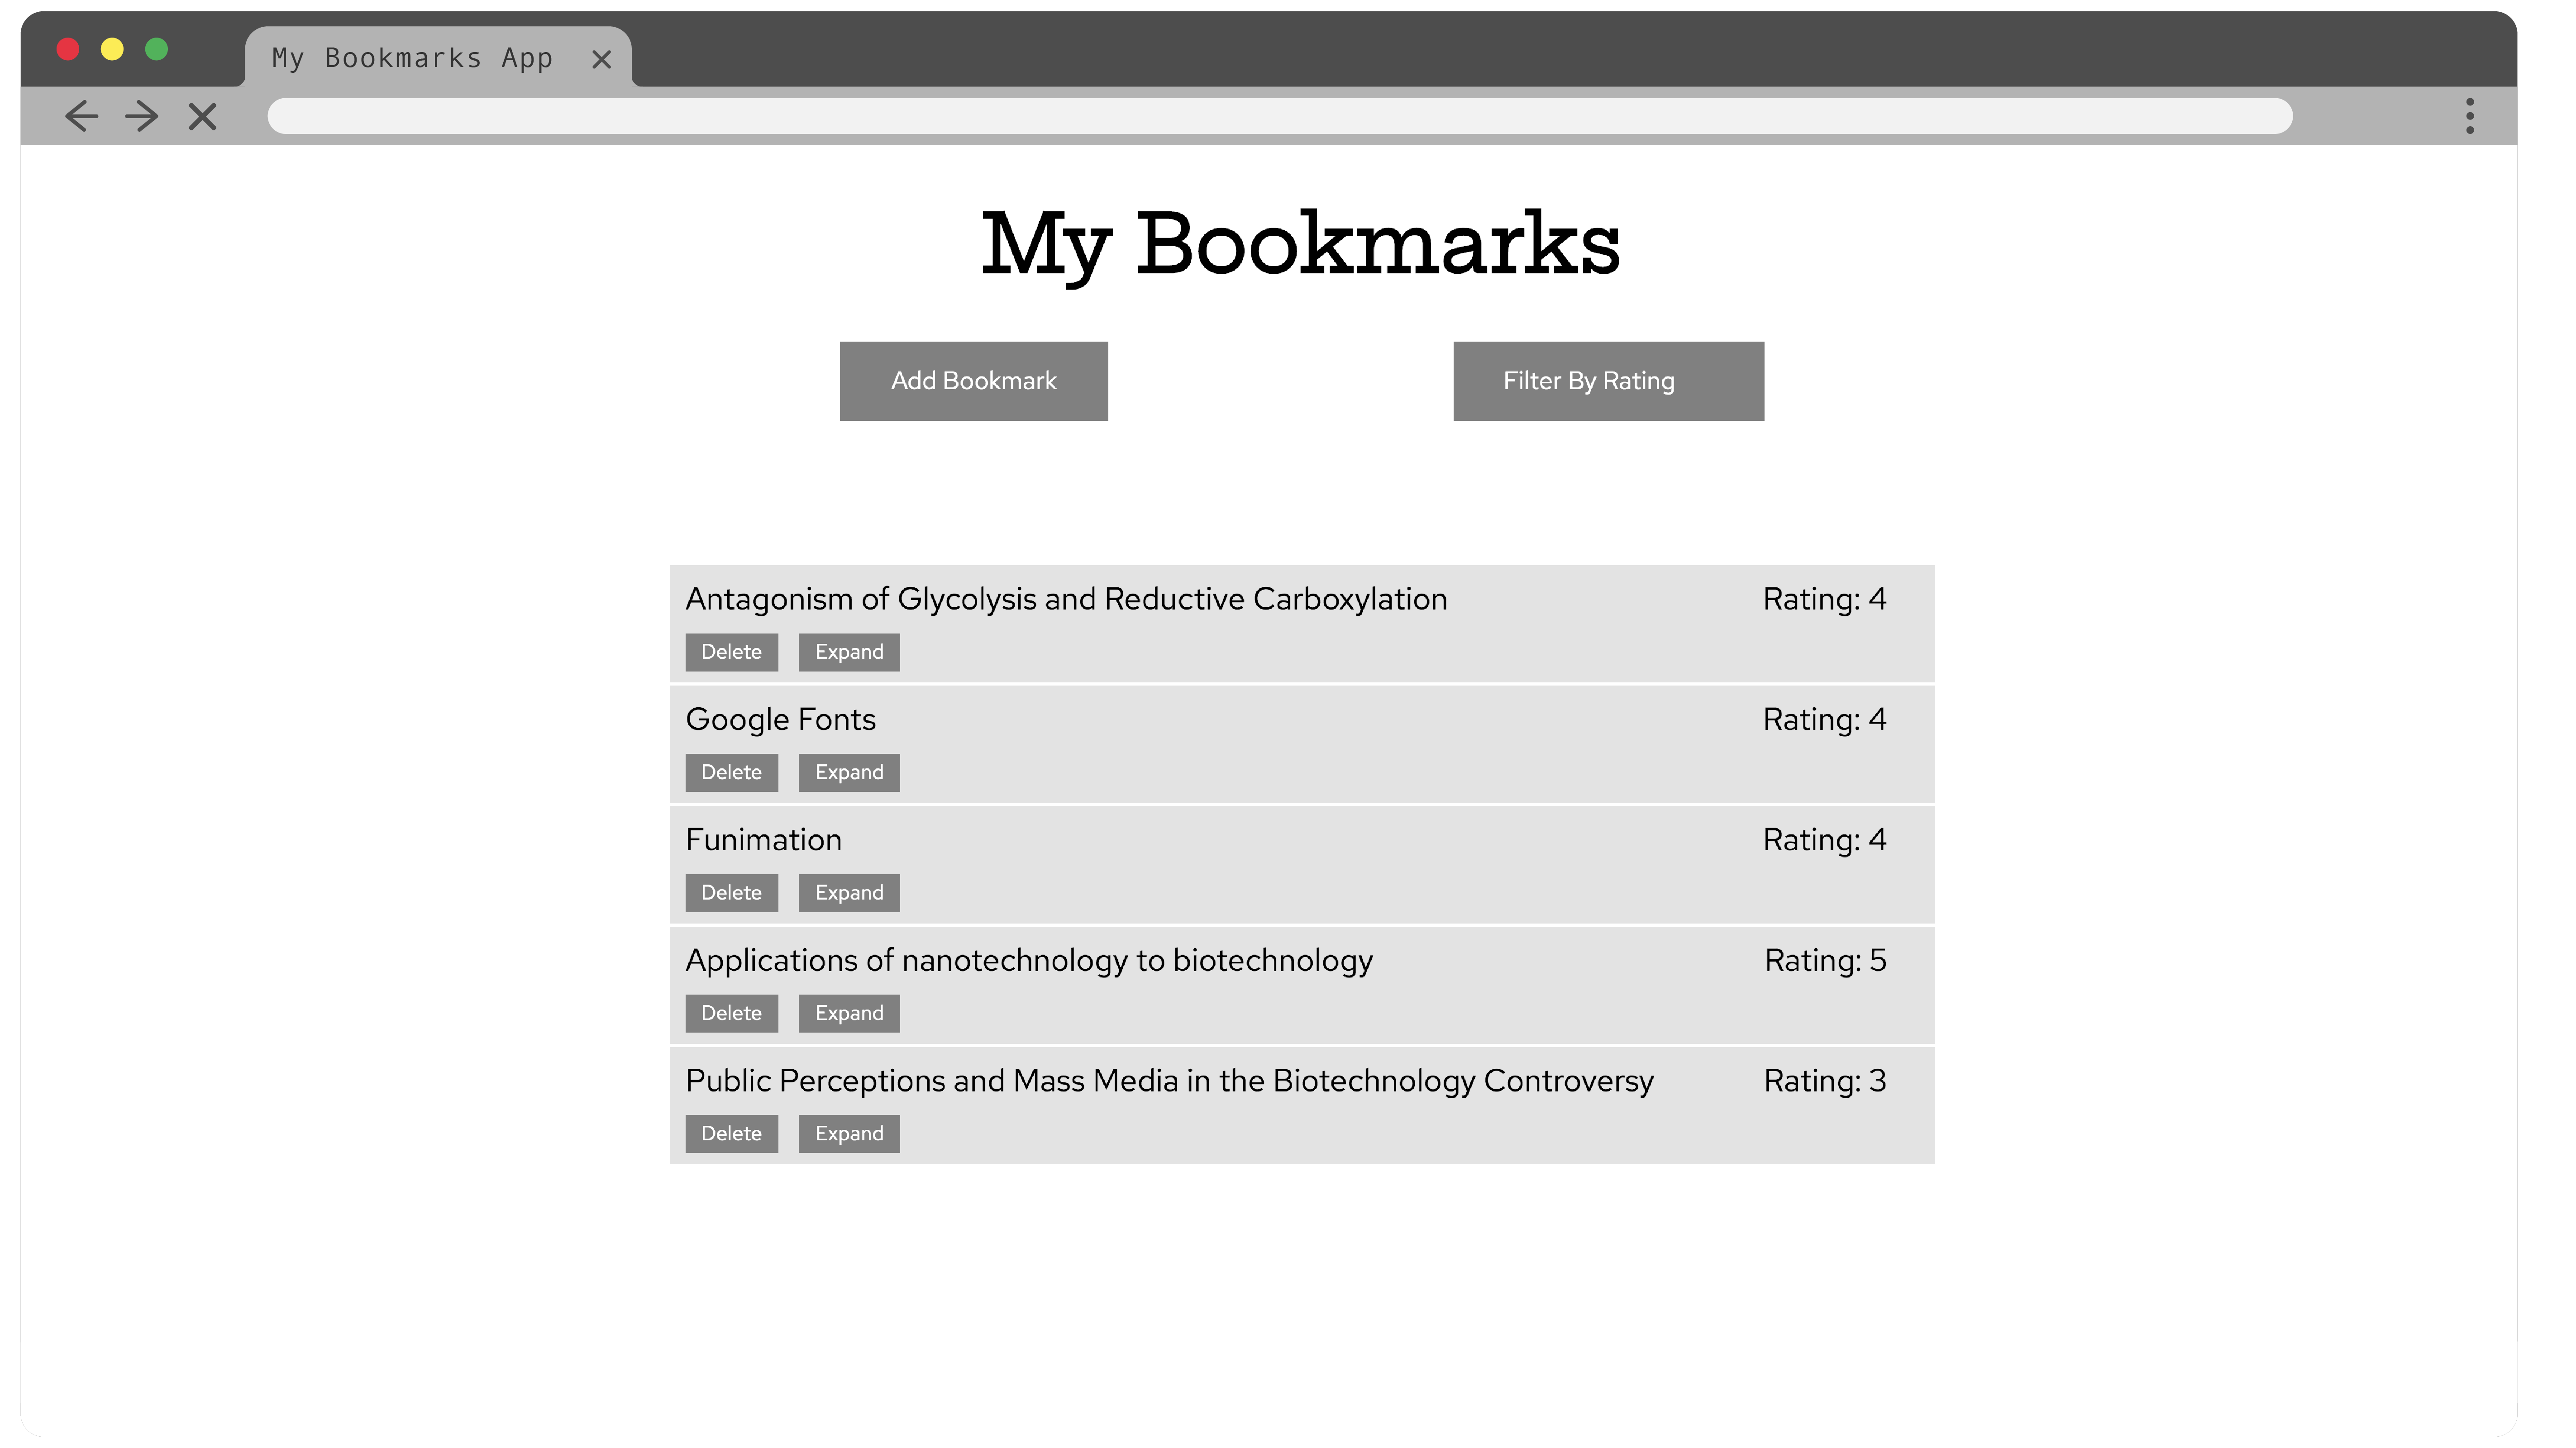 My Bookmarks App
My Bookmarks
Add Bookmark
Filter By Rating
Antagonism of Glycolysis and Reductive Carboxylation Rating: 4
Delete Expand
Google Fonts Rating: 4
Delete Expand
Funimation Rating: 4
Delete Expand
Applications of nanotechnology to biotechnology Rating: 5
Delete Expand
Public Perceptions and Mass Media in the Biotechnology Controversy Rating: 3
Delete Expand